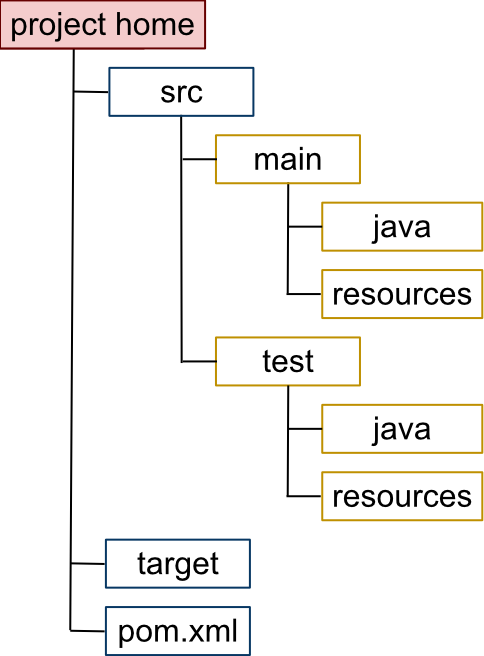 project home
src
main
java
resources
test
java
resources
target
pom.xml